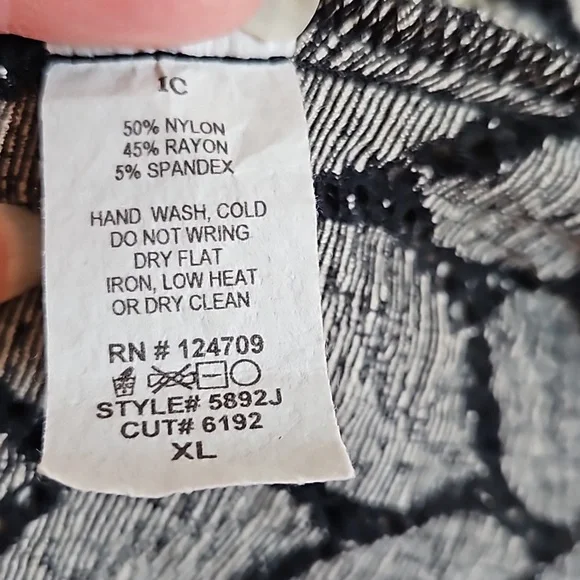 IC
50% NYLON
45% RAYON
5% SPANDEX
HAND WASH, COLD
DO NOT WRING
DRY FLAT
IRON, LOW HEAT
OR DRY CLEAN
RN # 124709
STYLE# 5892J
CUT# 6192
XL